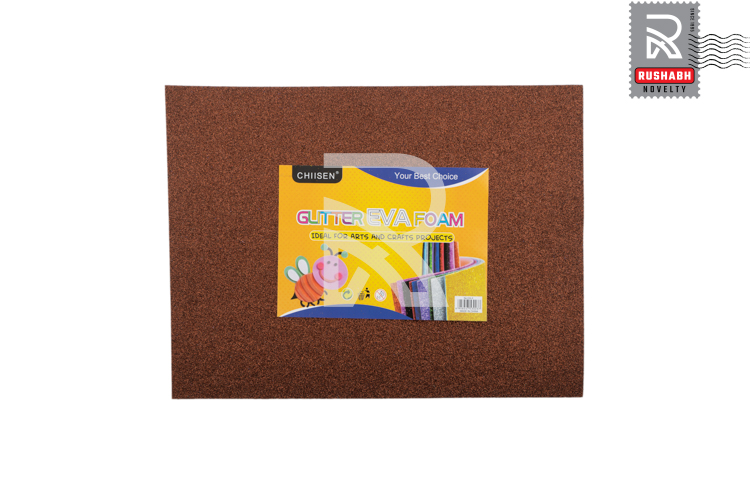 RUSHABH
NOVELTY
CHIISEN®
Your Best Choice
GLITTER EVA FOAM
IDEAL FOR ARTS AND CRAFTS PROJECTS